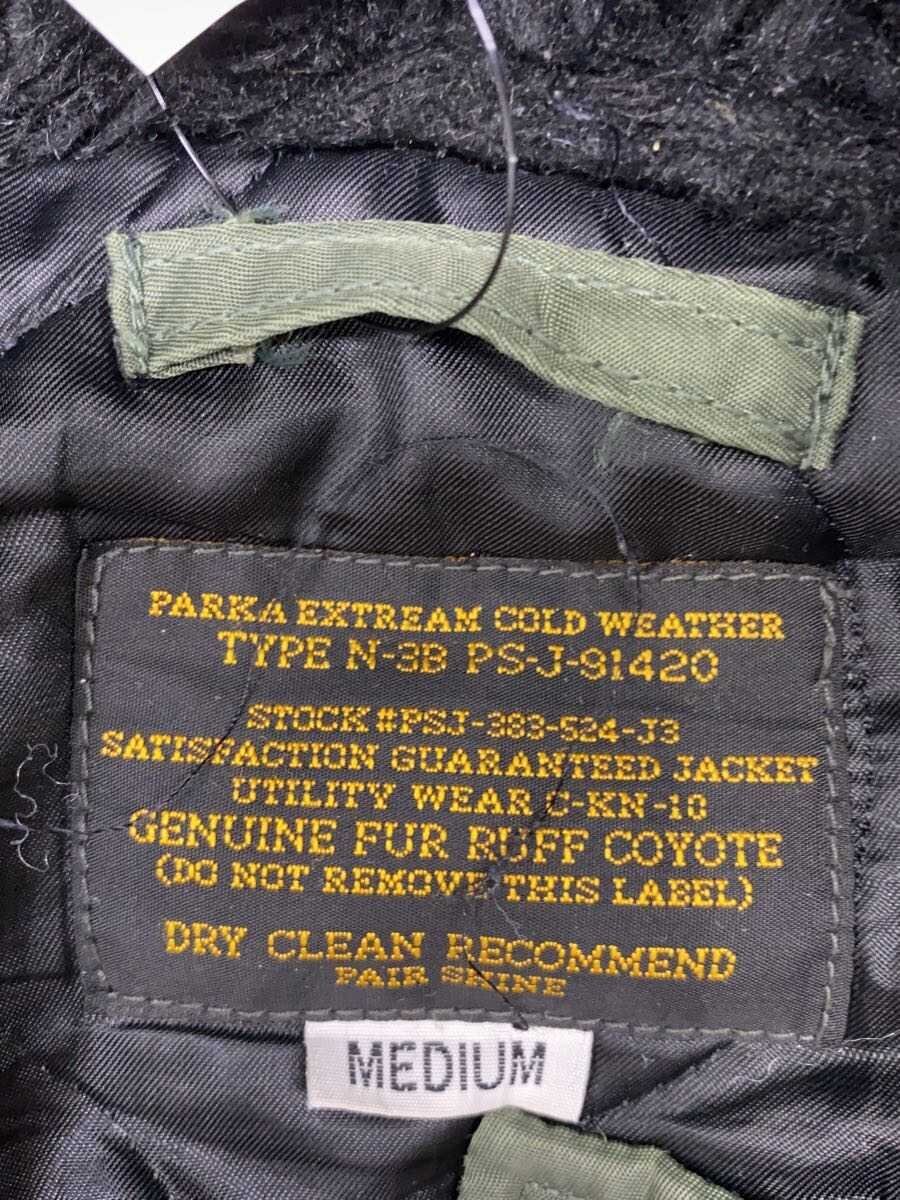 PARKA EXTREAM COLD WEATHER
TYPE N-3B PS-J-91420
STOCK #PSJ-383-524-J3
SATISFACTION GUARANTEED JACKET
UTILITY WEAR C-KN-10
GENUINE FUR RUFF COYOTE
(DO NOT REMOVE THIS LABEL)
DRY CLEAN RECOMMEND
PAIR SHINE
MEDIUM